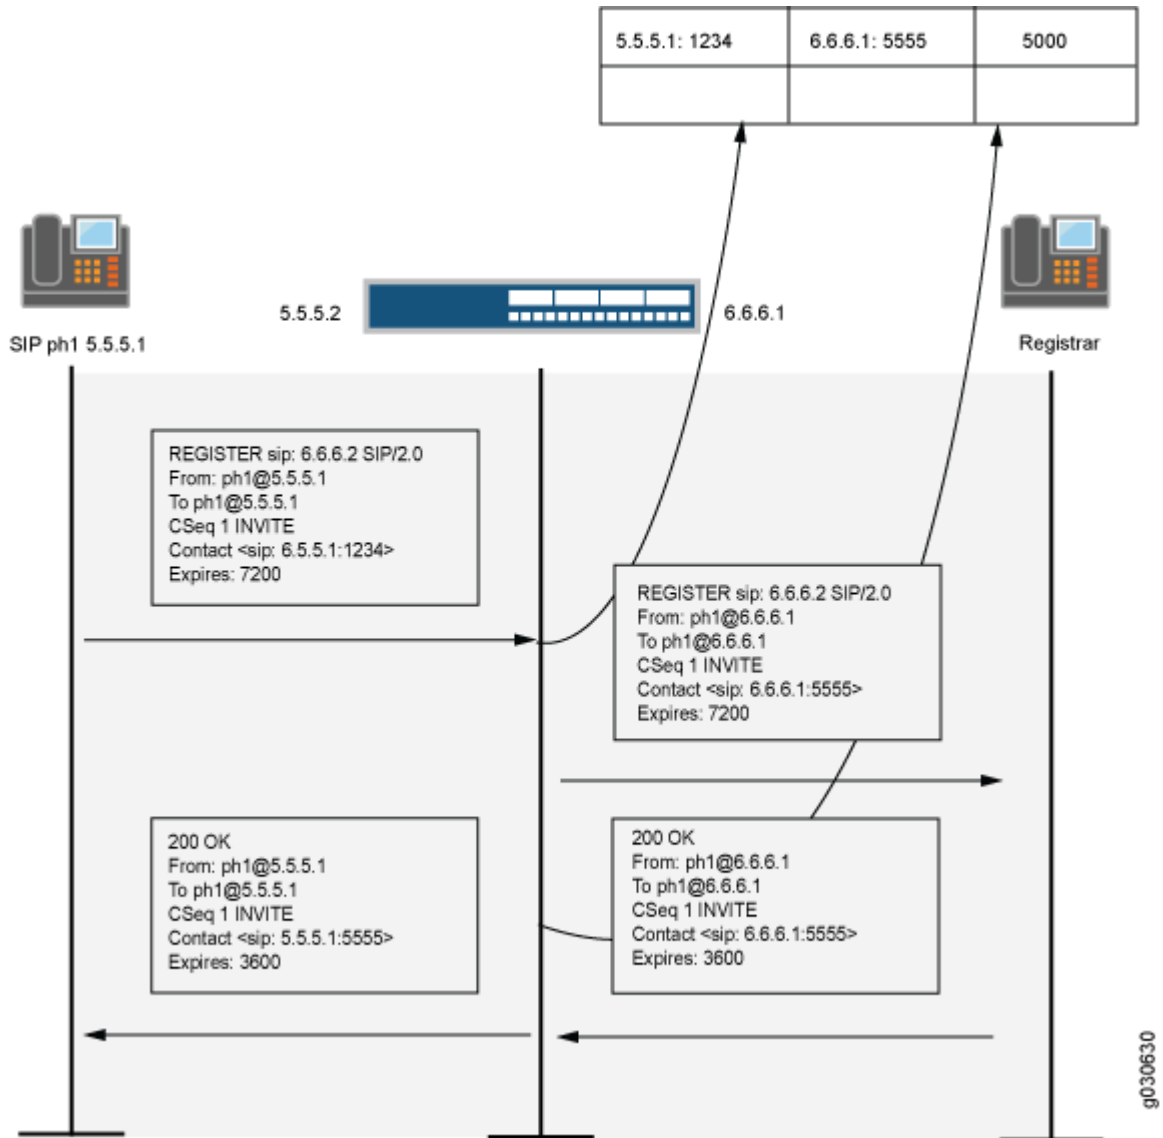 5.5.5.1: 1234 6.6.6.1: 5555 5000
5.5.5.2
6.6.6.1
SIP ph1 5.5.5.1
Registrar
REGISTER sip: 6.6.6.2 SIP/2.0
From: ph1@5.5.5.1
To ph1@5.5.5.1
CSeq 1 INVITE
Contact <sip: 6.5.5.1:1234>
Expires: 7200
REGISTER sip: 6.6.6.2 SIP/2.0
From: ph1@6.6.6.1
To ph1@6.6.6.1
CSeq 1 INVITE
Contact <sip: 6.6.6.1:5555>
Expires: 7200
200 OK
From: ph1@5.5.5.1
To ph1@5.5.5.1
CSeq 1 INVITE
Contact <sip: 5.5.5.1:5555>
Expires: 3600
200 OK
From: ph1@6.6.6.1
To ph1@6.6.6.1
CSeq 1 INVITE
Contact <sip: 6.6.6.1:5555>
Expires: 3600
g030630